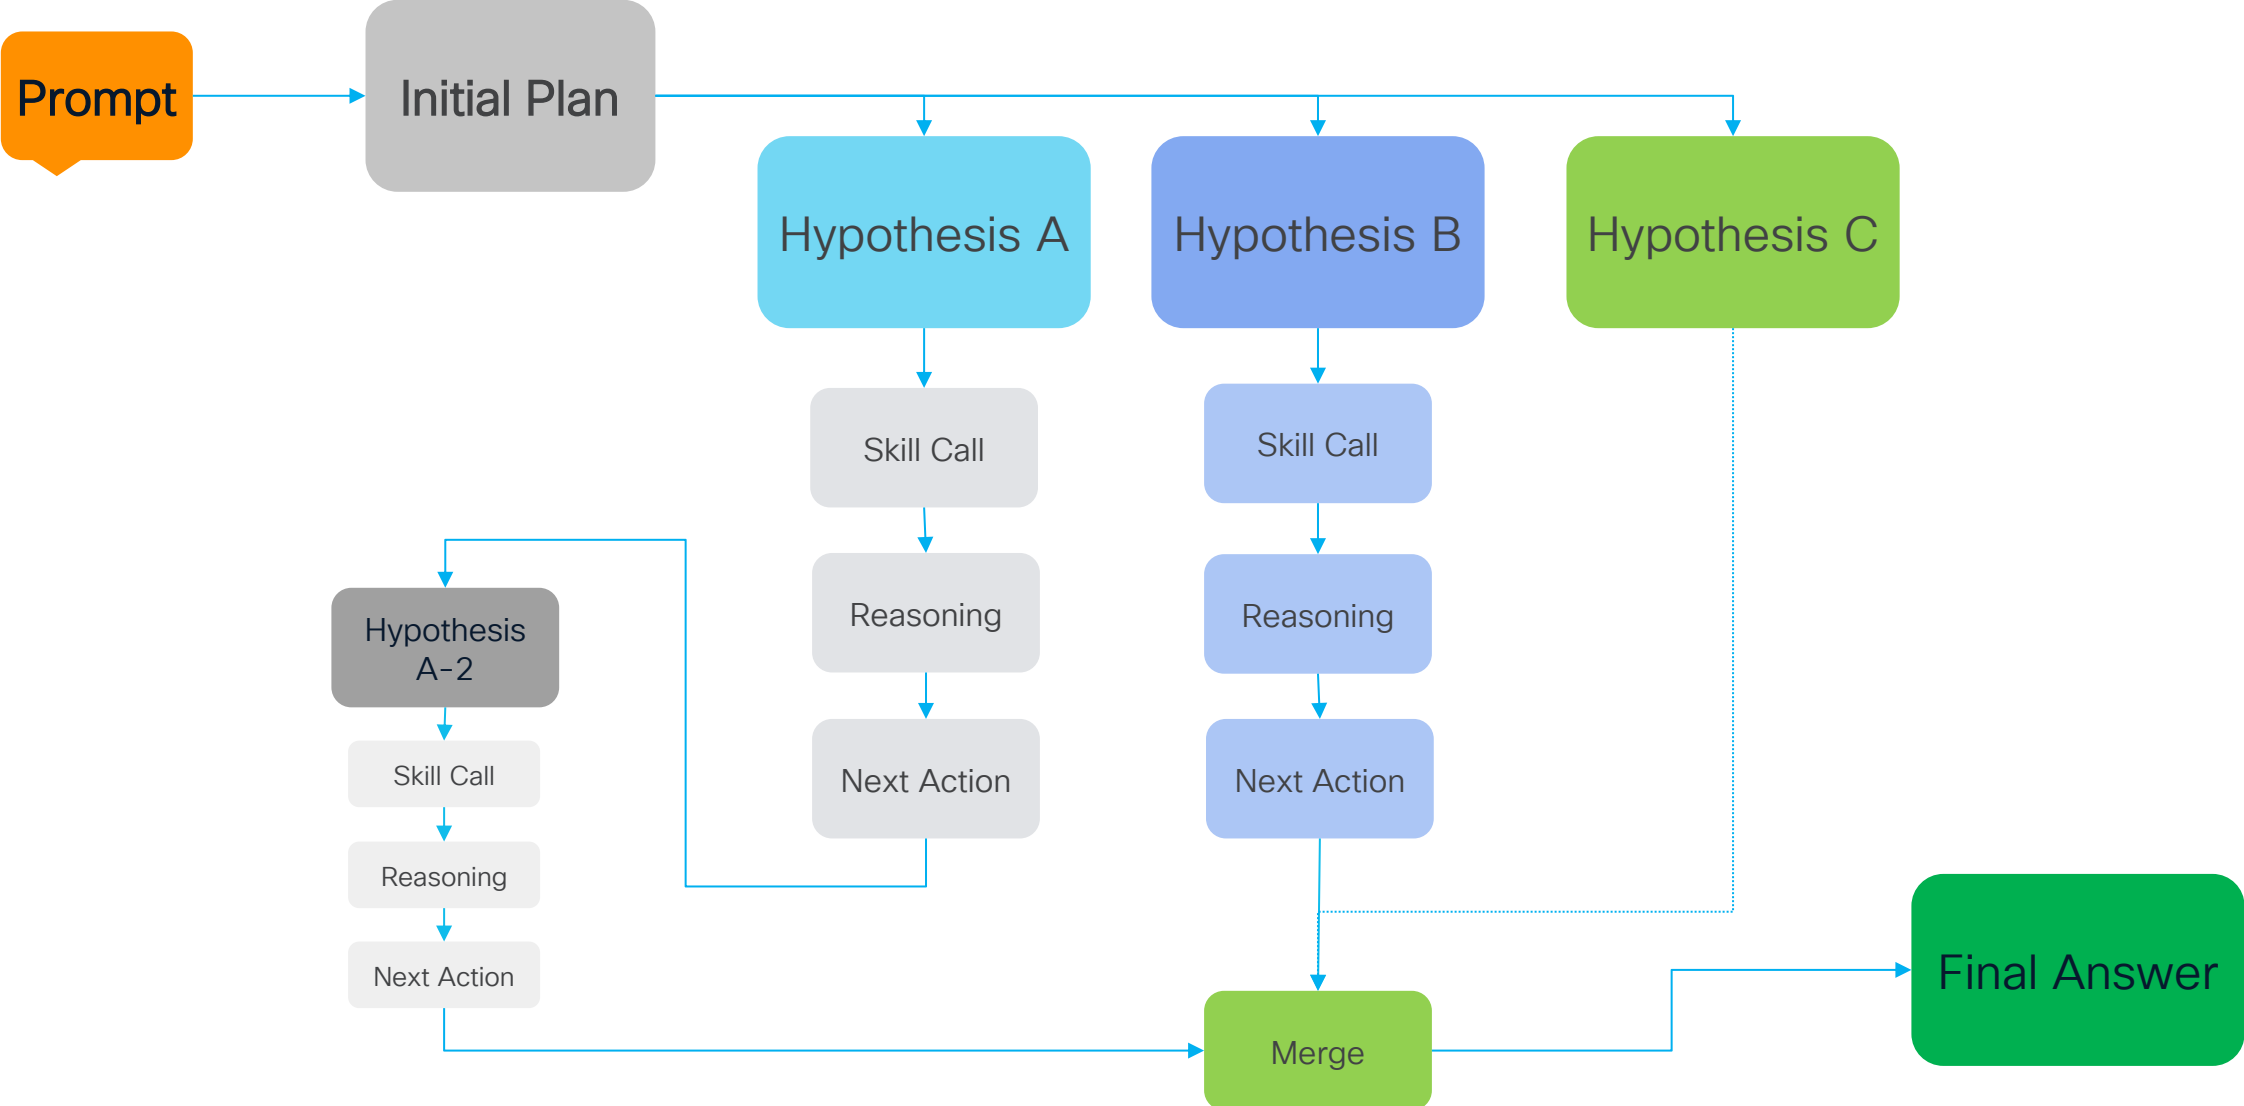 Prompt
Initial Plan
Hypothesis A
Hypothesis B
Hypothesis C
Skill Call
Reasoning
Next Action
Skill Call
Reasoning
Next Action
Hypothesis
A-2
Skill Call
Reasoning
Next Action
Merge
Final Answer